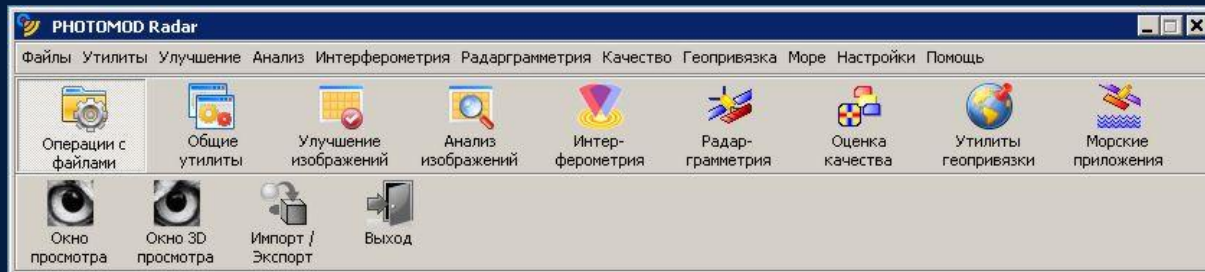 PHOTOMOD Radar
Файлы Утилиты Улучшение Анализ Интерферометрия Радарграмметрия Качество Геопривязка Море Настройки Помощь
Операции с файлами
Общие утилиты
Улучшение изображений
Анализ изображений
Интер-ферометрия
Радар-грамметрия
Оценка качества
Утилиты геопривязки
Морские приложения
Окно просмотра
Окно 3D просмотра
Импорт / Экспорт
Выход